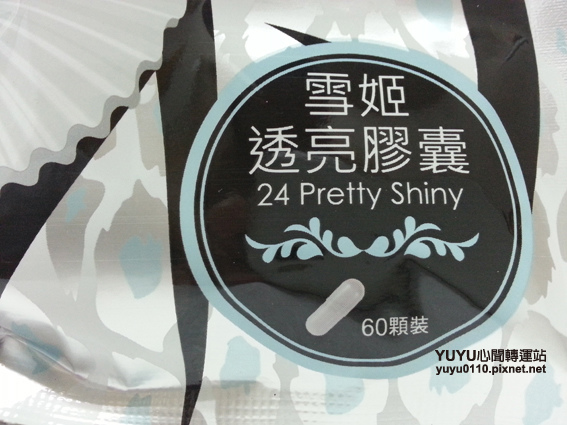 雪姬
透亮膠囊
24 Pretty Shiny
60顆裝
YUYU心聞轉運站
yuyu0110.pixnet.net